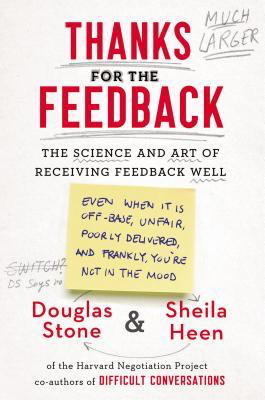 MUCH
LARGER
THANKS
FOR THE
FEEDBACK
THE SCIENCE AND ART OF
RECEIVING FEEDBACK WELL
EVEN WHEN IT IS
OFF-BASE, UNFAIR,
POORLY DELIVERED,
AND FRANKLY, YOU'RE
NOT IN THE MOOD
SWITCH?
DS Says no
Douglas & Sheila
Stone Heen
of the Harvard Negotiation Project
co-authors of DIFFICULT CONVERSATIONS